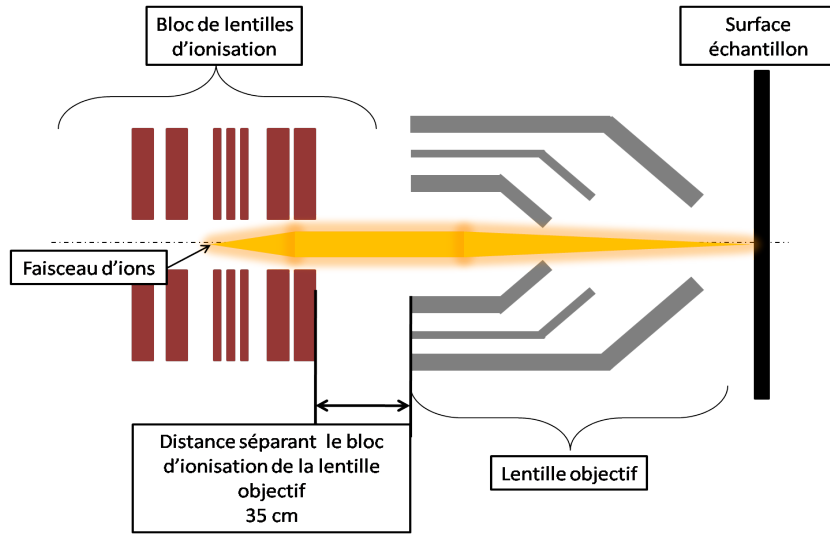 Bloc de lentilles
d'ionisation
Surface
échantillon
Faisceau d'ions
Distance séparant le bloc
d'ionisation de la lentille
objectif
35 cm
Lentille objectif